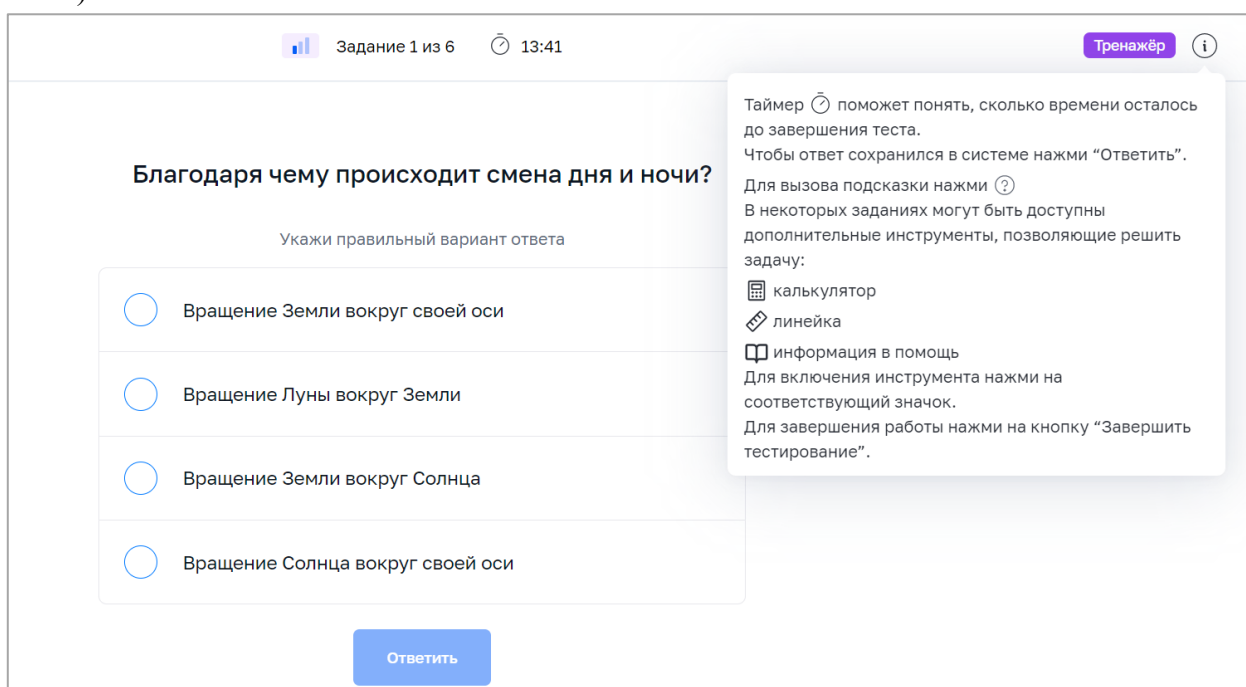 Задание 1 из 6 13:41
Тренажёр
Благодаря чему происходит смена дня и ночи?
Укажи правильный вариант ответа
Вращение Земли вокруг своей оси
Вращение Луны вокруг Земли
Вращение Земли вокруг Солнца
Вращение Солнца вокруг своей оси
Ответить
Таймер поможет понять, сколько времени осталось
до завершения теста.
Чтобы ответ сохранился в системе нажми “Ответить”.
Для вызова подсказки нажми ?
В некоторых заданиях могут быть доступны
дополнительные инструменты, позволяющие решить
задачу:
калькулятор
линейка
информация в помощь
Для включения инструмента нажми на
соответствующий значок.
Для завершения работы нажми на кнопку “Завершить
тестирование”.